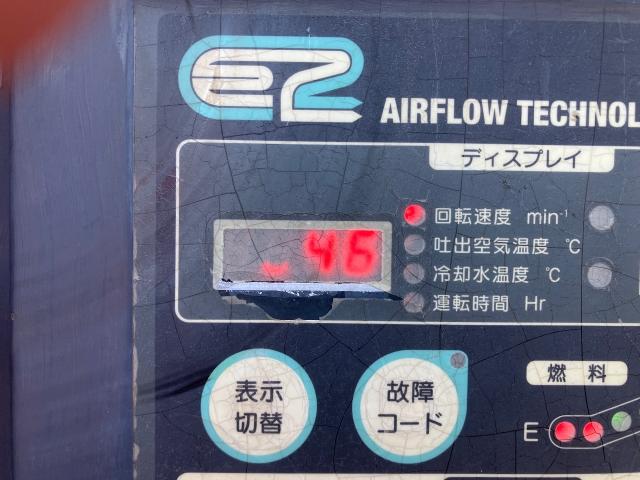 e2
AIRFLOW TECHNOL
ディスプレイ
46
回転速度 min-1
吐出空気温度 ℃
冷却水温度 ℃
運転時間 Hr
表示
切替
故障
コード
燃料
E